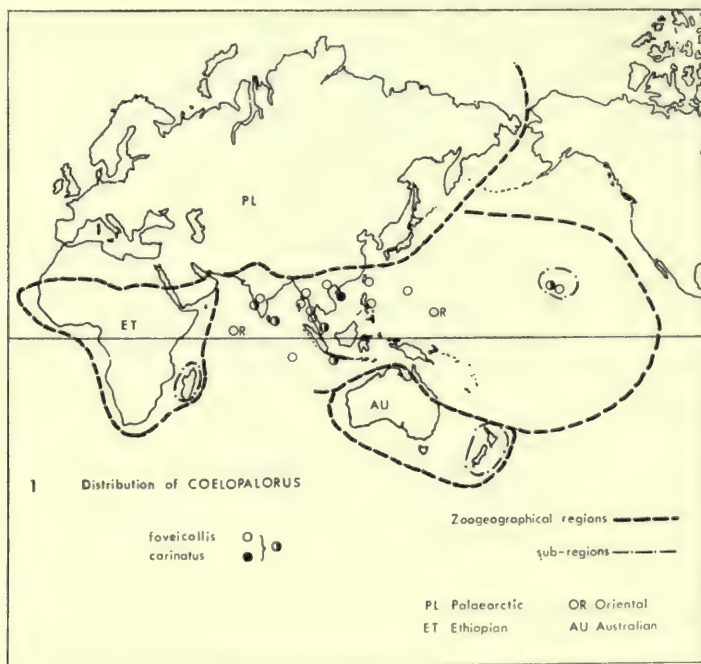 PL
ET
OR
OR
AU
1 Distribution of COELOPALORUS
foveicollis
carinatus
Zoogeographical regions
sub-regions
PL Palaearctic OR Oriental
ET Ethiopian AU Australian